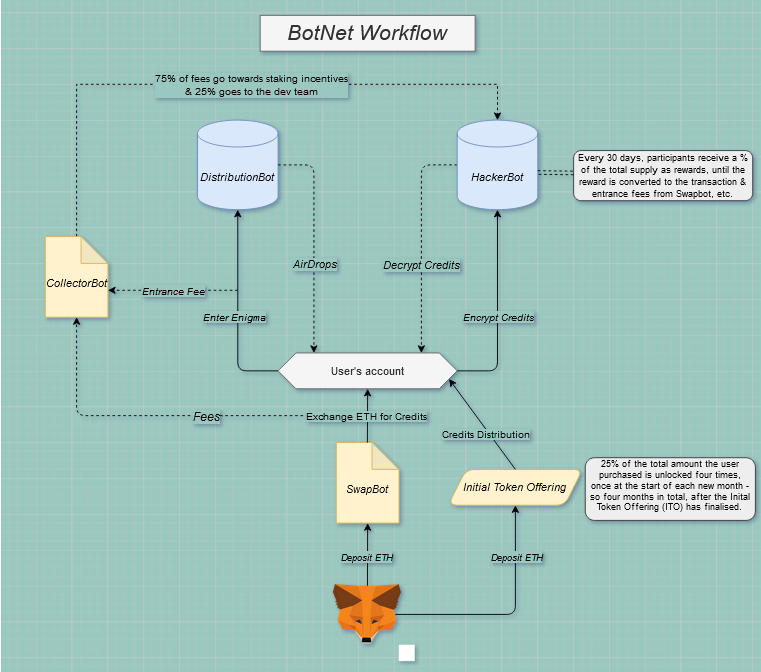 BotNet Workflow
75% of fees go towards staking incentives
& 25% goes to the dev team
DistributionBot
HackerBot
Every 30 days, participants receive a %
of the total supply as rewards, until the
reward is converted to the transaction &
entrance fees from Swapbot, etc.
CollectorBot
AirDrops
Decrypt Credits
Entrance Fee
Enter Enigma
Encrypt Credits
User's account
Fees
Exchange ETH for Credits
Credits Distribution
SwapBot
Initial Token Offering
25% of the total amount the user
purchased is unlocked four times,
once at the start of each new month -
so four months in total, after the Inital
Token Offering (ITO) has finalised.
Deposit ETH
Deposit ETH